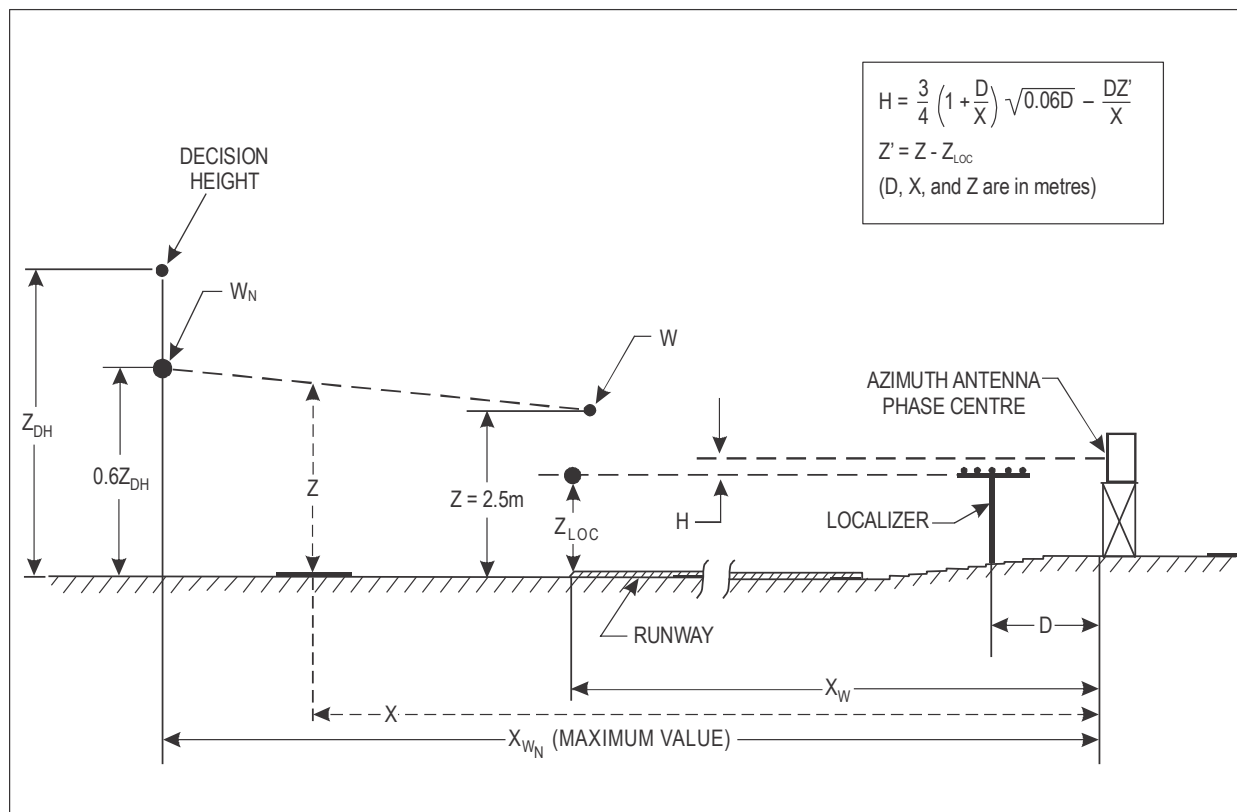 H = 3/4 (1 + D/X) √0.06D − DZ'/X
Z' = Z - Z_LOC
(D, X, and Z are in metres)
DECISION
HEIGHT
W_N
W
AZIMUTH ANTENNA
PHASE CENTRE
Z_DH
0.6Z_DH
Z
Z = 2.5m
Z_LOC
H
LOCALIZER
RUNWAY
D
X_W
X
X_W_N (MAXIMUM VALUE)